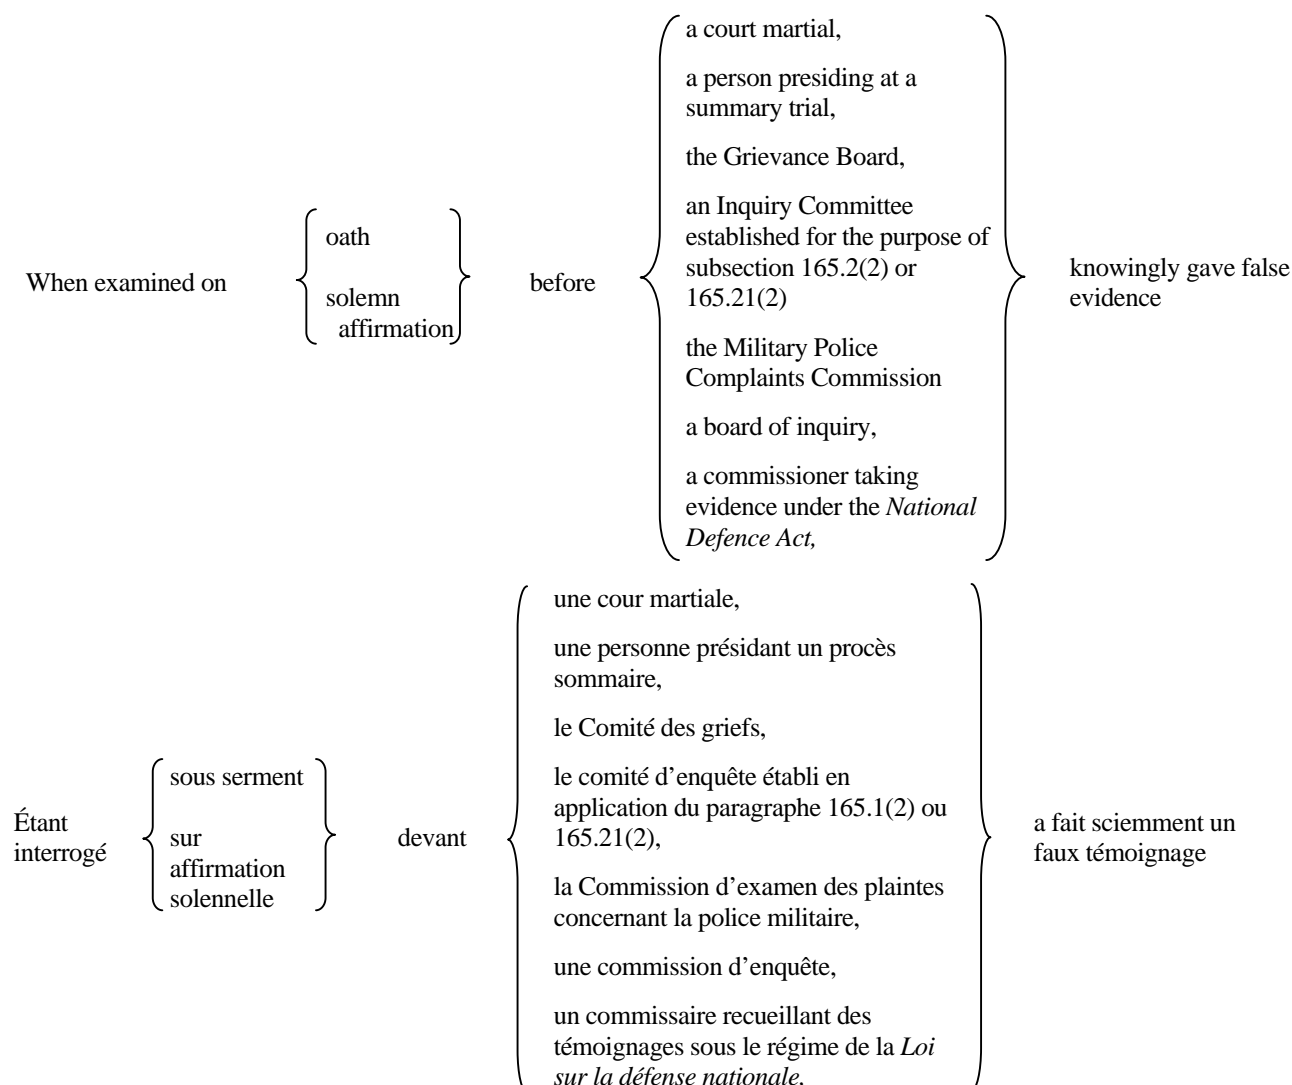 When examined on
oath
solemn
affirmation
before
a court martial,
a person presiding at a
summary trial,
the Grievance Board,
an Inquiry Committee
established for the purpose of
subsection 165.2(2) or
165.21(2)
the Military Police
Complaints Commission
a board of inquiry,
a commissioner taking
evidence under the National
Defence Act,
knowingly gave false
evidence
Étant
interrogé
sous serment
sur
affirmation
solennelle
devant
une cour martiale,
une personne présidant un procès
sommaire,
le Comité des griefs,
le comité d’enquête établi en
application du paragraphe 165.1(2) ou
165.21(2),
la Commission d’examen des plaintes
concernant la police militaire,
une commission d’enquête,
un commissaire recueillant des
témoignages sous le régime de la Loi
sur la défense nationale,
a fait sciemment un
faux témoignage